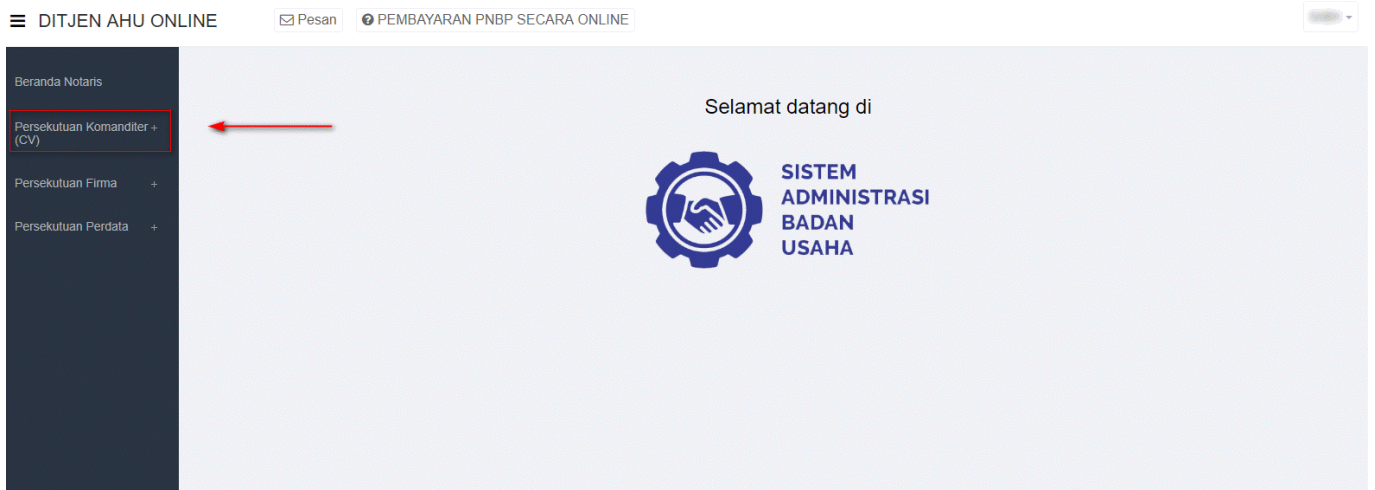 DITJEN AHU ONLINE
Pesan
PEMBAYARAN PNBP SECARA ONLINE
Beranda Notaris
Persekutuan Komanditer +
(CV)
Persekutuan Firma +
Persekutuan Perdata +
Selamat datang di
SISTEM
ADMINISTRASI
BADAN
USAHA